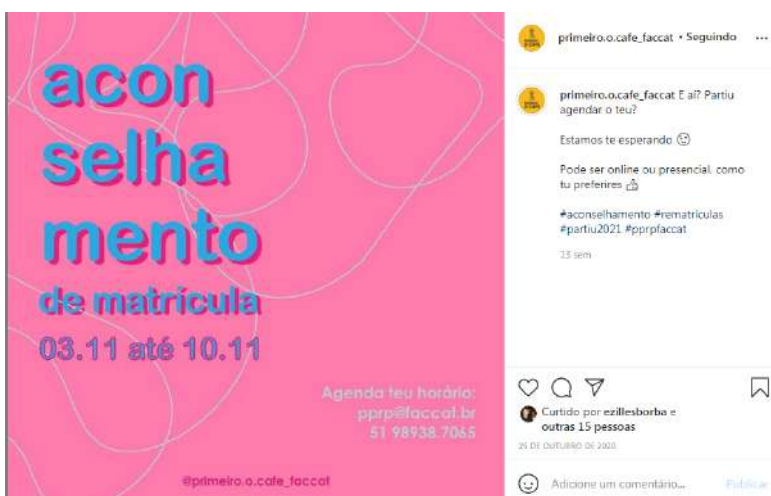 acon
selha
mento
de matrícula
03.11 até 10.11
Agenda teu horário:
pprp@faccat.br
51 98938.7065
@primeiro.o.cafe_faccat
primeiro.o.cafe_faccat • Seguindo ...
primeiro.o.cafe_faccat E aí? Partiu
agendar o teu?
Estamos te esperando 😉
Pode ser online ou presencial, como
tu preferires 👍
#aconselhamento #rematriculas
#partiu2021 #pprpfaccat
13 sem
Curtido por ezillesborba e
outras 15 pessoas
DE OUTUBRO DE 2020
Adicione um comentário...
Publicar